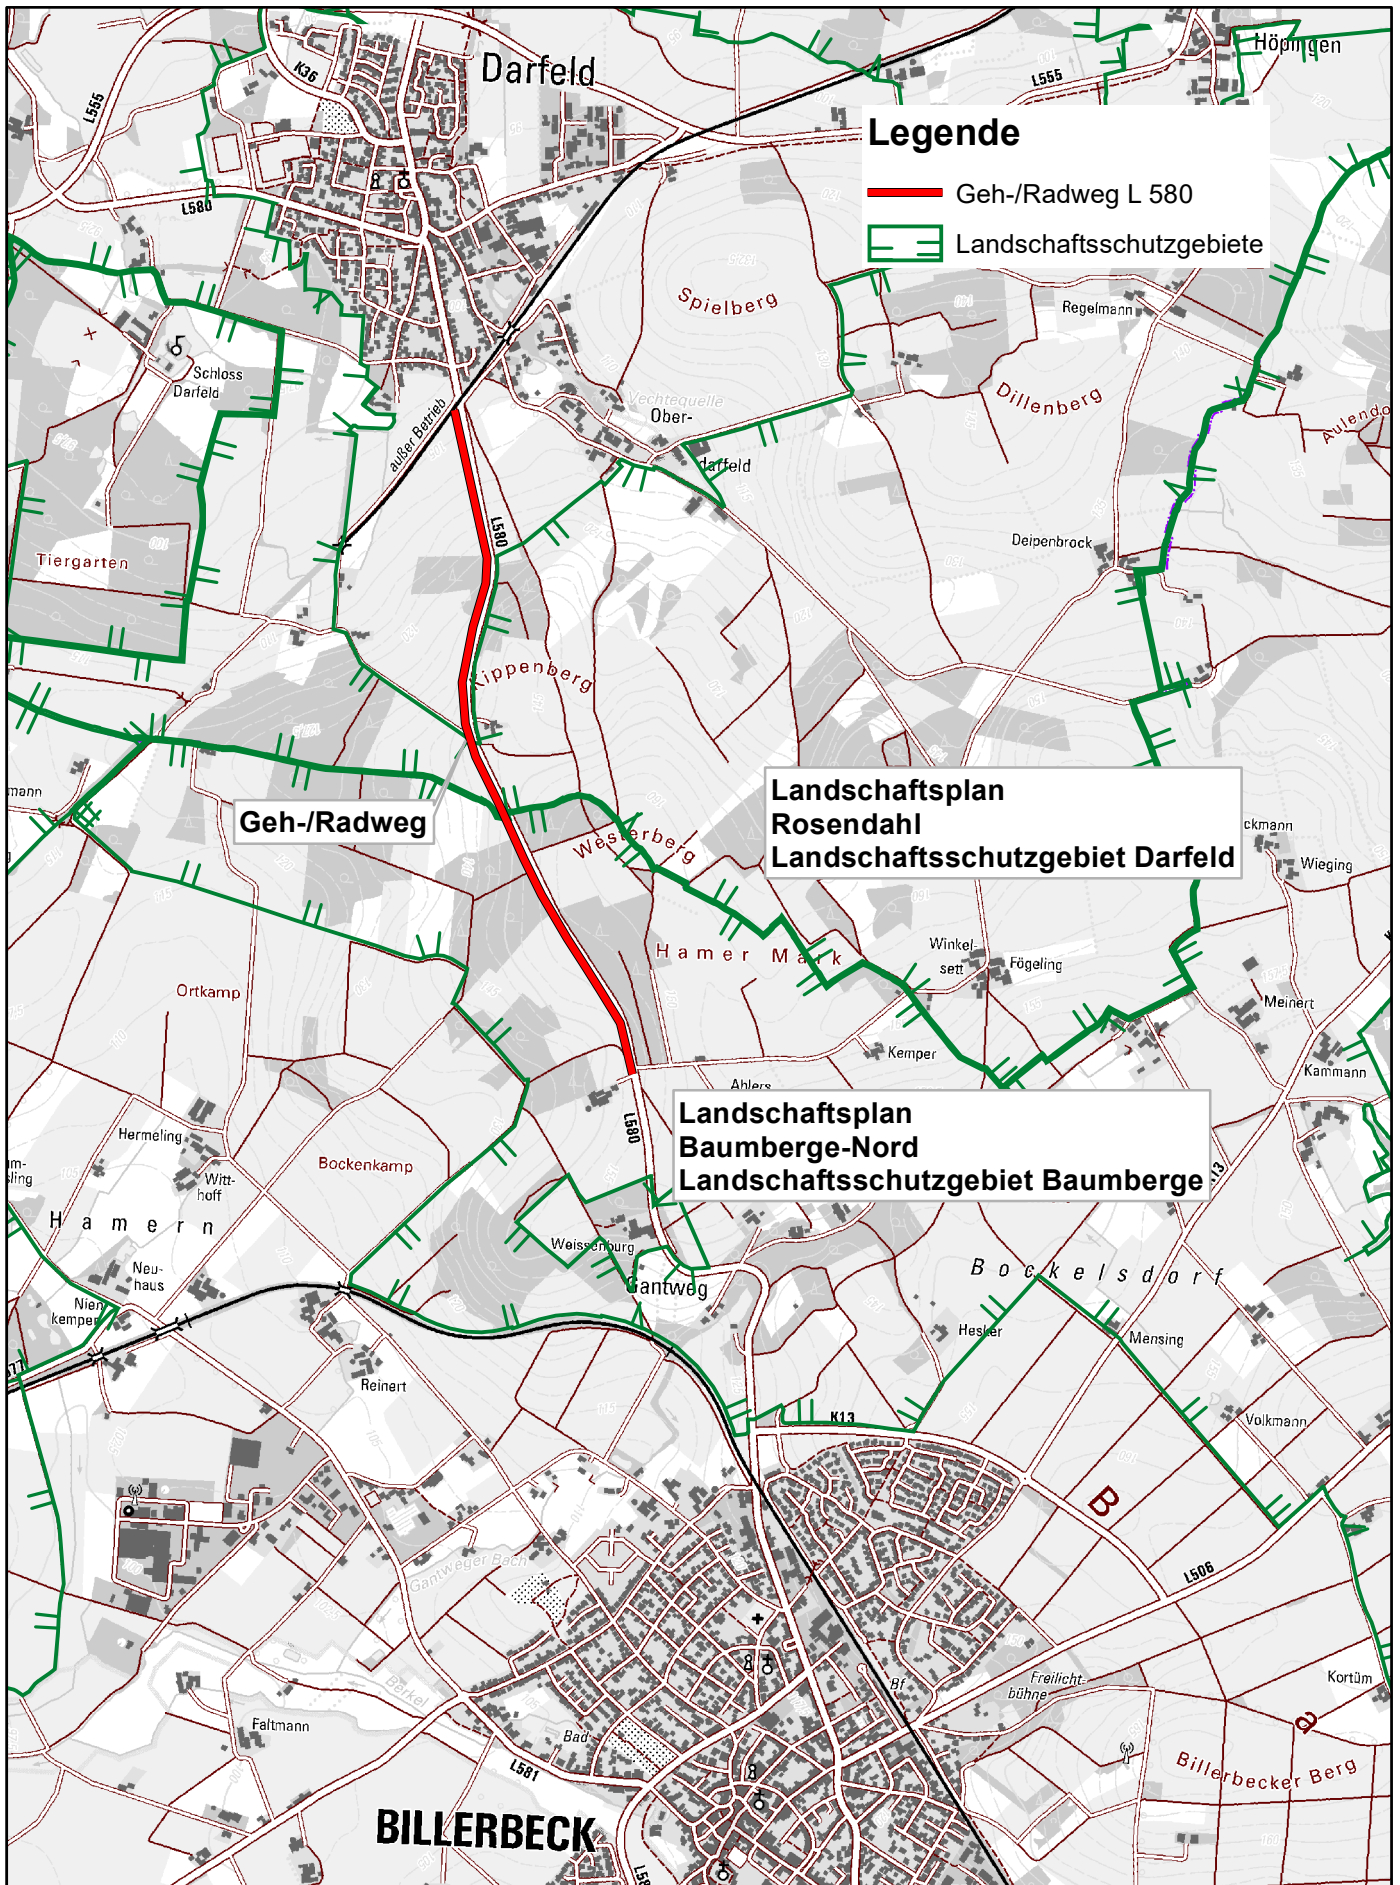 Darfeld
Höpingen
K36
L555
L555
Legende
Geh-/Radweg L 580
Landschaftsschutzgebiete
L580
Spielberg
Regelmann
Schloss
Darfeld
Dillenberg
Vechtequelle
Ober-
darfeld
außer Betrieb
L580
Tiergarten
Deipenbrock
Rippenberg
Landschaftsplan
Rosendahl
Landschaftsschutzgebiet Darfeld
Geh-/Radweg
Westerberg
Wieging
Hamer Mark
Winkel-
sett
Fögeling
Ortkamp
Meinert
Kemper
Kammann
Ahlers
Landschaftsplan
Baumberge-Nord
Landschaftsschutzgebiet Baumberge
L580
Hermeling
Witt-
hoff
Bockenkamp
Hamern
Weissenburg
Gantweg
Bockelsdorf
Neu-
haus
Nien
kemper
Hesker
Mensing
Reinert
K13
Volkmann
B
Gantweger Bach
L506
Berkel
Bf
Freilicht-
bühne
Kortüm
Faltmann
Bad
a
L581
Billerbecker Berg
BILLERBECK